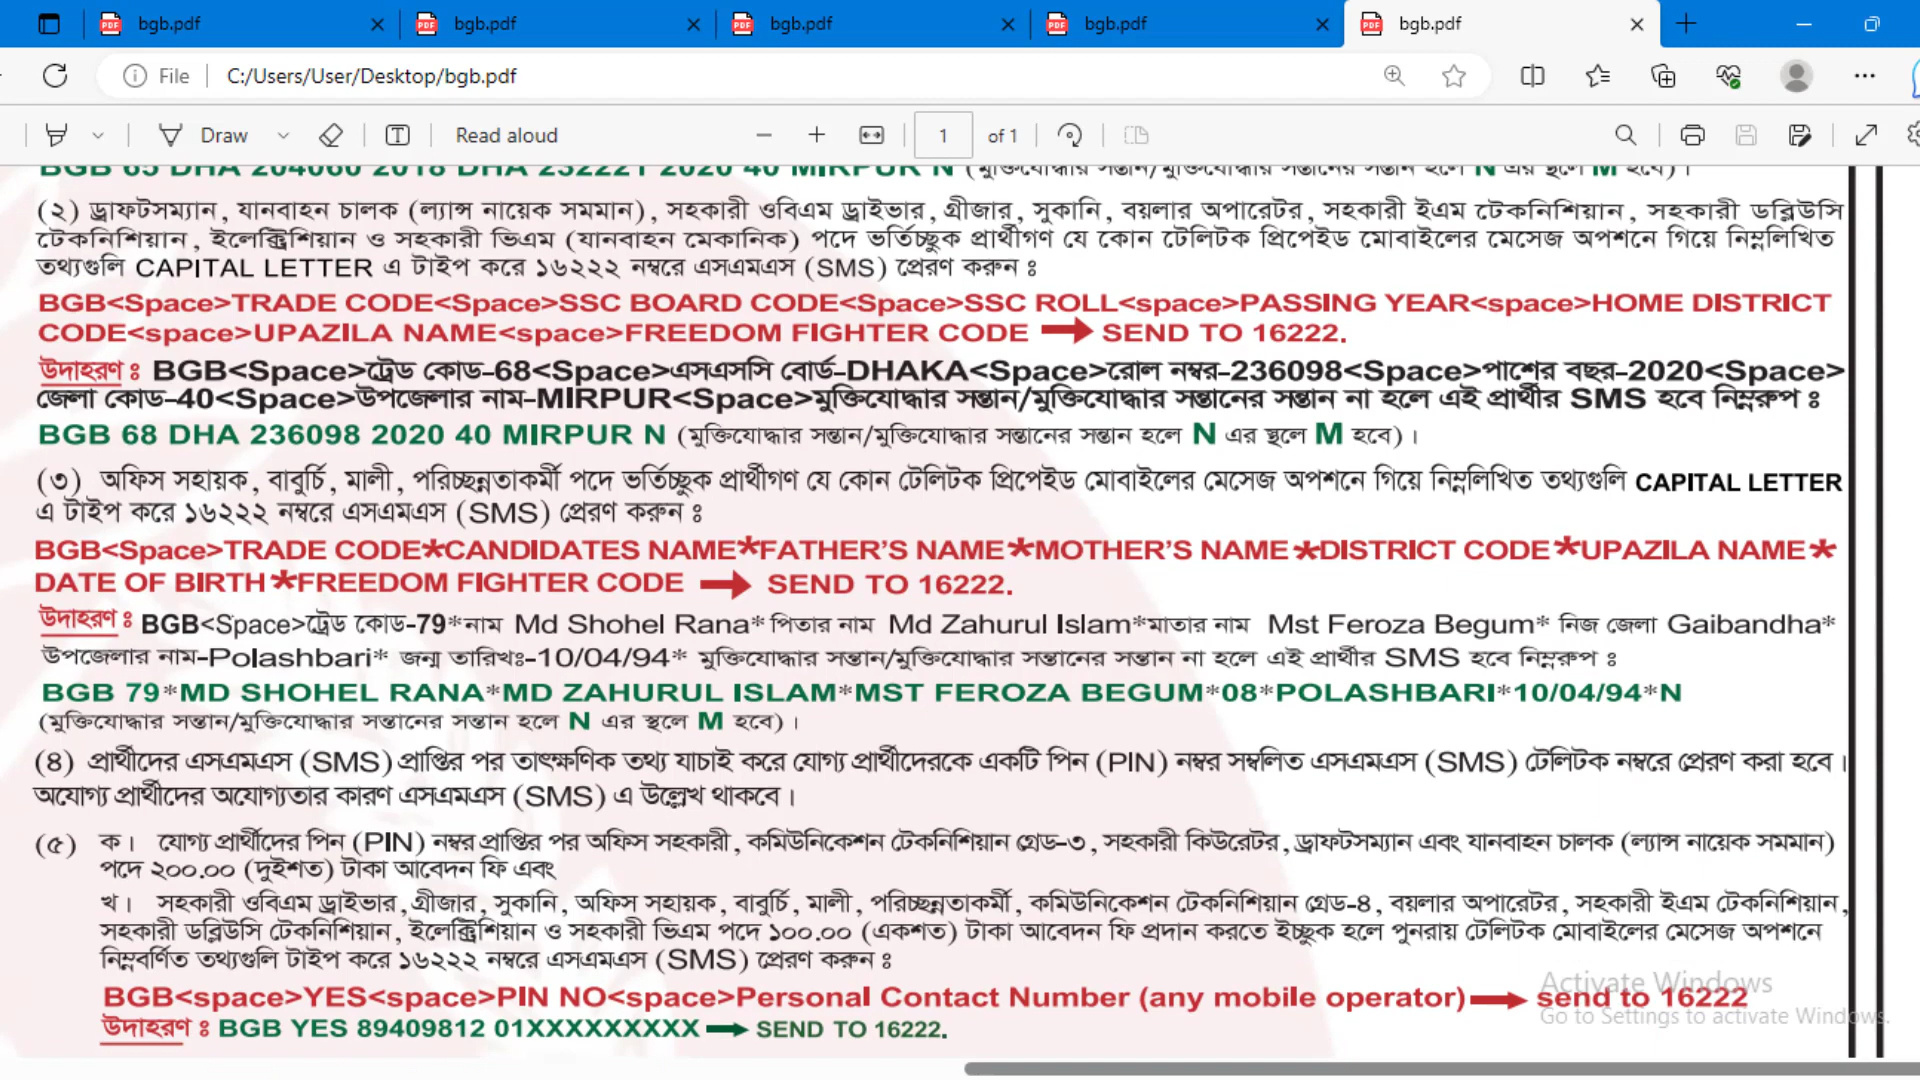 bgb.pdf
bgb.pdf
bgb.pdf
bgb.pdf
bgb.pdf
File C:/Users/User/Desktop/bgb.pdf
Draw Read aloud 1 of 1
BGB 65 DHA 204060 2018 DHA 232221 2020 40 MIRPUR N (মুক্তিযোদ্ধার সন্তান/মুক্তিযোদ্ধার সন্তানের সন্তান হলে N এর স্থলে M হবে)।
(২) ড্রাফটসম্যান, যানবাহন চালক (ল্যান্স নায়েক সমমান), সহকারী ওবিএম ড্রাইভার, গ্রীজার, সুকানি, বয়লার অপারেটর, সহকারী ইএম টেকনিশিয়ান, সহকারী ডব্লিউসি
টেকনিশিয়ান, ইলেক্ট্রিশিয়ান ও সহকারী ভিএম (যানবাহন মেকানিক) পদে ভর্তিচ্ছুক প্রার্থীগণ যে কোন টেলিটক প্রিপেইড মোবাইলের মেসেজ অপশনে গিয়ে নিম্নলিখিত
তথ্যগুলি CAPITAL LETTER এ টাইপ করে ১৬২২২ নম্বরে এসএমএস (SMS) প্রেরণ করুন ঃ
BGB<Space>TRADE CODE<Space>SSC BOARD CODE<Space>SSC ROLL<space>PASSING YEAR<space>HOME DISTRICT
CODE<space>UPAZILA NAME<space>FREEDOM FIGHTER CODE ➔ SEND TO 16222.
উদাহরণ ঃ BGB<Space>ট্রেড কোড-68<Space>এসএসসি বোর্ড-DHAKA<Space>রোল নম্বর-236098<Space>পাশের বছর-2020<Space>
জেলা কোড-40<Space>উপজেলার নাম-MIRPUR<Space>মুক্তিযোদ্ধার সন্তান/মুক্তিযোদ্ধার সন্তানের সন্তান না হলে এই প্রার্থীর SMS হবে নিম্নরুপ ঃ
BGB 68 DHA 236098 2020 40 MIRPUR N (মুক্তিযোদ্ধার সন্তান/মুক্তিযোদ্ধার সন্তানের সন্তান হলে N এর স্থলে M হবে)।
(৩) অফিস সহায়ক, বাবুর্চি, মালী, পরিচ্ছন্নতাকর্মী পদে ভর্তিচ্ছুক প্রার্থীগণ যে কোন টেলিটক প্রিপেইড মোবাইলের মেসেজ অপশনে গিয়ে নিম্নলিখিত তথ্যগুলি CAPITAL LETTER
এ টাইপ করে ১৬২২২ নম্বরে এসএমএস (SMS) প্রেরণ করুন ঃ
BGB<Space>TRADE CODE*CANDIDATES NAME*FATHER'S NAME*MOTHER'S NAME*DISTRICT CODE*UPAZILA NAME*
DATE OF BIRTH*FREEDOM FIGHTER CODE ➔ SEND TO 16222.
উদাহরণ ঃ BGB<Space>ট্রেড কোড-79*নাম Md Shohel Rana* পিতার নাম Md Zahurul Islam*মাতার নাম Mst Feroza Begum* নিজ জেলা Gaibandha*
উপজেলার নাম-Polashbari* জন্ম তারিখঃ-10/04/94* মুক্তিযোদ্ধার সন্তান/মুক্তিযোদ্ধার সন্তানের সন্তান না হলে এই প্রার্থীর SMS হবে নিম্নরুপ ঃ
BGB 79*MD SHOHEL RANA*MD ZAHURUL ISLAM*MST FEROZA BEGUM*08*POLASHBARI*10/04/94*N
(মুক্তিযোদ্ধার সন্তান/মুক্তিযোদ্ধার সন্তানের সন্তান হলে N এর স্থলে M হবে)।
(৪) প্রার্থীদের এসএমএস (SMS) প্রাপ্তির পর তাৎক্ষণিক তথ্য যাচাই করে যোগ্য প্রার্থীদেরকে একটি পিন (PIN) নম্বর সম্বলিত এসএমএস (SMS) টেলিটক নম্বরে প্রেরণ করা হবে।
অযোগ্য প্রার্থীদের অযোগ্যতার কারণ এসএমএস (SMS) এ উল্লেখ থাকবে।
(৫) ক। যোগ্য প্রার্থীদের পিন (PIN) নম্বর প্রাপ্তির পর অফিস সহকারী, কমিউনিকেশন টেকনিশিয়ান গ্রেড-৩, সহকারী কিউরেটর, ড্রাফটসম্যান এবং যানবাহন চালক (ল্যান্স নায়েক সমমান)
পদে ২০০.০০ (দুইশত) টাকা আবেদন ফি এবং
খ। সহকারী ওবিএম ড্রাইভার, গ্রীজার, সুকানি, অফিস সহায়ক, বাবুর্চি, মালী, পরিচ্ছন্নতাকর্মী, কমিউনিকেশন টেকনিশিয়ান গ্রেড-৪, বয়লার অপারেটর, সহকারী ইএম টেকনিশিয়ান,
সহকারী ডব্লিউসি টেকনিশিয়ান, ইলেক্ট্রিশিয়ান ও সহকারী ভিএম পদে ১০০.০০ (একশত) টাকা আবেদন ফি প্রদান করতে ইচ্ছুক হলে পুনরায় টেলিটক মোবাইলের মেসেজ অপশনে
নিম্নবর্ণিত তথ্যগুলি টাইপ করে ১৬২২২ নম্বরে এসএমএস (SMS) প্রেরণ করুন ঃ
BGB<space>YES<space>PIN NO<space>Personal Contact Number (any mobile operator) ➔ send to 16222
উদাহরণ ঃ BGB YES 89409812 01XXXXXXXXX ➔ SEND TO 16222.
Activate Windows
Go to Settings to activate Windows.